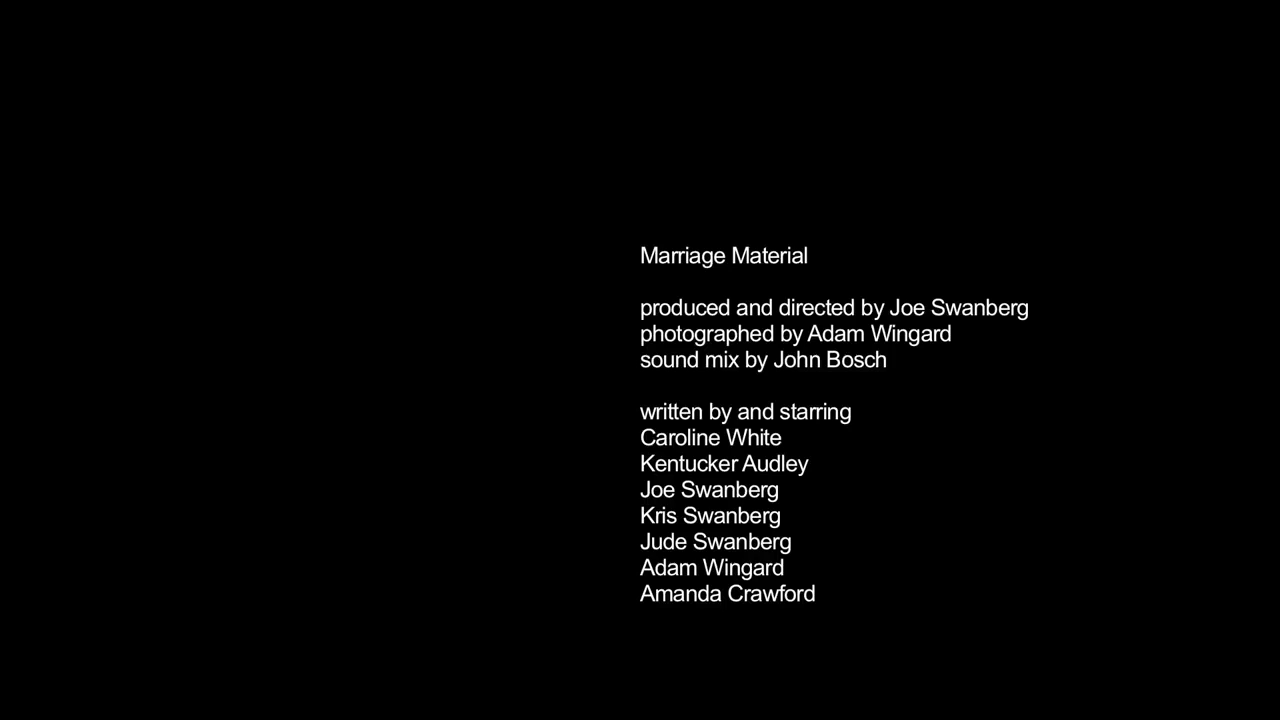 Marriage Material
produced and directed by Joe Swanberg
photographed by Adam Wingard
sound mix by John Bosch
written by and starring
Caroline White
Kentucker Audley
Joe Swanberg
Kris Swanberg
Jude Swanberg
Adam Wingard
Amanda Crawford